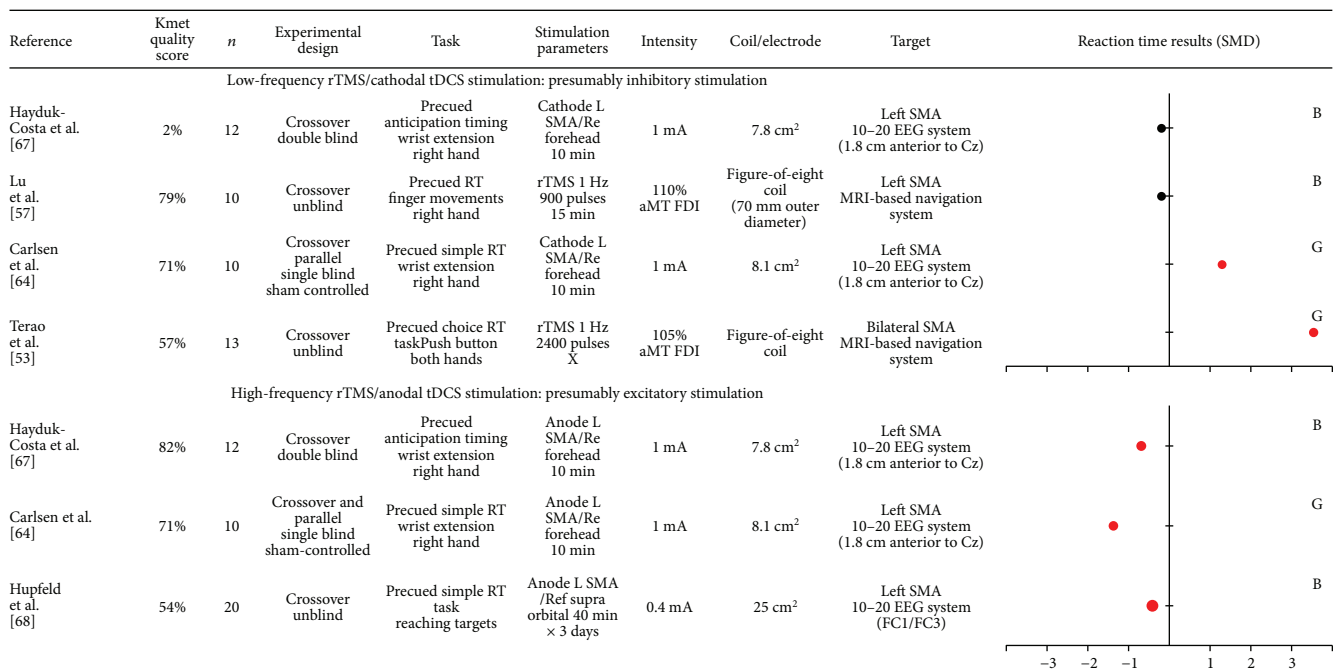 Reference
Kmet
quality
score
n
Experimental
design
Task
Stimulation
parameters
Intensity
Coil/electrode
Target
Reaction time results (SMD)
Low-frequency rTMS/cathodal tDCS stimulation: presumably inhibitory stimulation
Hayduk-
Costa et al.
[67]
2%
12
Crossover
double blind
Precued
anticipation timing
wrist extension
right hand
Cathode L
SMA/Re
forehead
10 min
1 mA
7.8 cm²
Left SMA
10–20 EEG system
(1.8 cm anterior to Cz)
B
Lu
et al.
[57]
79%
10
Crossover
unblind
Precued RT
finger movements
right hand
rTMS 1 Hz
900 pulses
15 min
110%
aMT FDI
Figure-of-eight
coil
(70 mm outer
diameter)
Left SMA
MRI-based navigation
system
B
Carlsen
et al.
[64]
71%
10
Crossover
parallel
single blind
sham controlled
Precued simple RT
wrist extension
right hand
Cathode L
SMA/Re
forehead
10 min
1 mA
8.1 cm²
Left SMA
10–20 EEG system
(1.8 cm anterior to Cz)
G
Terao
et al.
[53]
57%
13
Crossover
unblind
Precued choice RT
taskPush button
both hands
rTMS 1 Hz
2400 pulses
X
105%
aMT FDI
Figure-of-eight
coil
Bilateral SMA
MRI-based navigation
system
G
High-frequency rTMS/anodal tDCS stimulation: presumably excitatory stimulation
Hayduk-
Costa et al.
[67]
82%
12
Crossover
double blind
Precued
anticipation timing
wrist extension
right hand
Anode L
SMA/Re
forehead
10 min
1 mA
7.8 cm²
Left SMA
10–20 EEG system
(1.8 cm anterior to Cz)
B
Carlsen et al.
[64]
71%
10
Crossover and
parallel
single blind
sham-controlled
Precued simple RT
wrist extension
right hand
Anode L
SMA/Re
forehead
10 min
1 mA
8.1 cm²
Left SMA
10–20 EEG system
(1.8 cm anterior to Cz)
G
Hupfeld
et al.
[68]
54%
20
Crossover
unblind
Precued simple RT
task
reaching targets
Anode L SMA
/Ref supra
orbital 40 min
× 3 days
0.4 mA
25 cm²
Left SMA
10–20 EEG system
(FC1/FC3)
B
−3 −2 −1 1 2 3